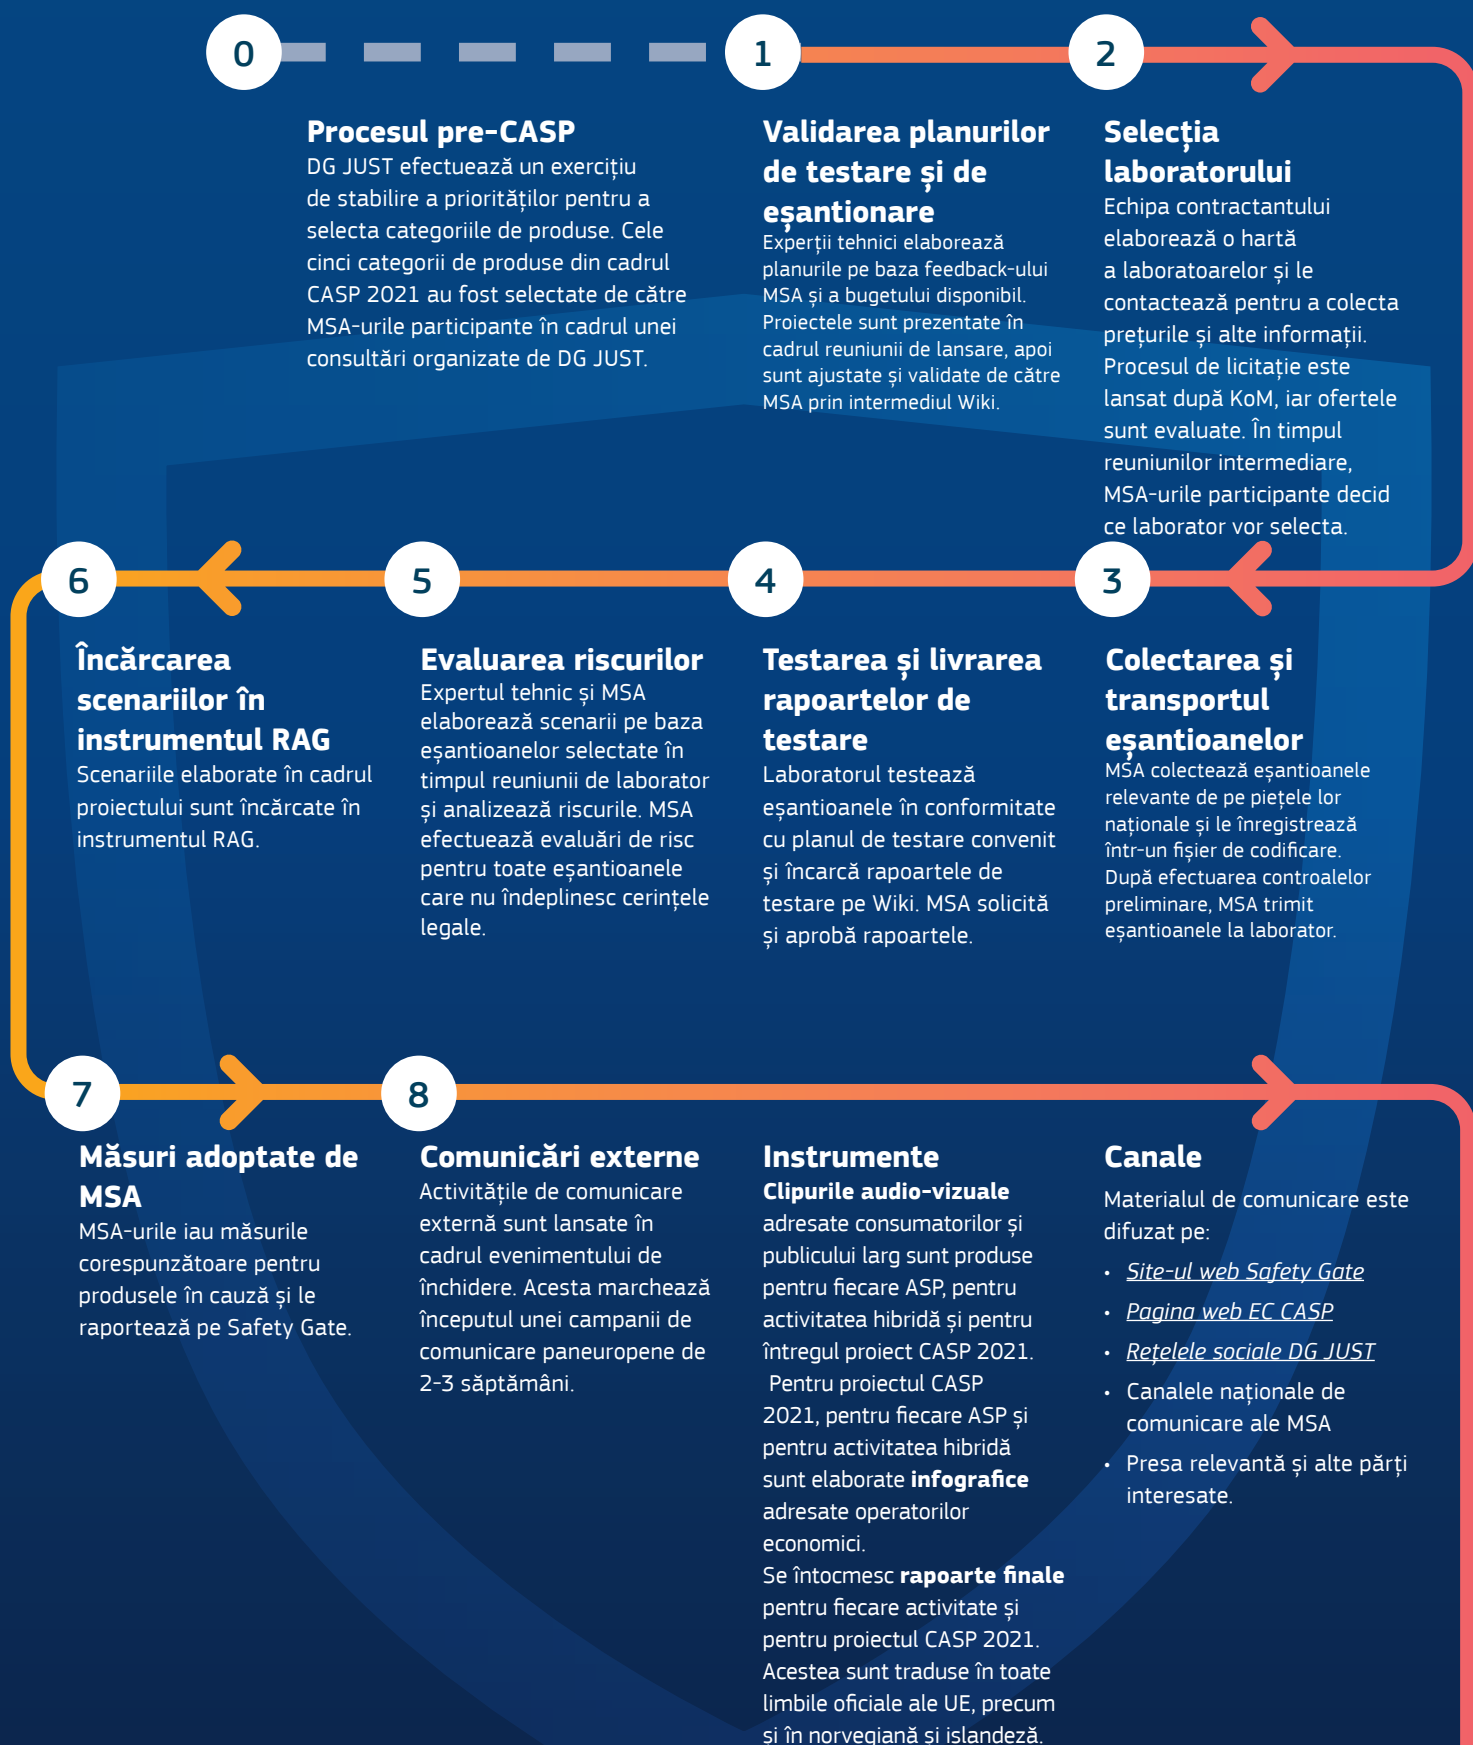 0
Procesul pre-CASP
DG JUST efectuează un exercițiu
de stabilire a priorităților pentru a
selecta categoriile de produse. Cele
cinci categorii de produse din cadrul
CASP 2021 au fost selectate de către
MSA-urile participante în cadrul unei
consultări organizate de DG JUST.
1
Validarea planurilor
de testare și de
eșantionare
Experții tehnici elaborează
planurile pe baza feedback-ului
MSA și a bugetului disponibil.
Proiectele sunt prezentate în
cadrul reuniunii de lansare, apoi
sunt ajustate și validate de către
MSA prin intermediul Wiki.
2
Selecția
laboratorului
Echipa contractantului
elaborează o hartă
a laboratoarelor și le
contactează pentru a colecta
prețurile și alte informații.
Procesul de licitație este
lansat după KoM, iar ofertele
sunt evaluate. În timpul
reuniunilor intermediare,
MSA-urile participante decid
ce laborator vor selecta.
3
Colectarea și
transportul
eșantioanelor
MSA colectează eșantioanele
relevante de pe piețele lor
naționale și le înregistrează
într-un fișier de codificare.
După efectuarea controalelor
preliminare, MSA trimit
eșantioanele la laborator.
4
Testarea și livrarea
rapoartelor de
testare
Laboratorul testează
eșantioanele în conformitate
cu planul de testare convenit
și încarcă rapoartele de
testare pe Wiki. MSA solicită
și aprobă rapoartele.
5
Evaluarea riscurilor
Expertul tehnic și MSA
elaborează scenarii pe baza
eșantioanelor selectate în
timpul reuniunii de laborator
și analizează riscurile. MSA
efectuează evaluări de risc
pentru toate eșantioanele
care nu îndeplinesc cerințele
legale.
6
Încărcarea
scenariilor în
instrumentul RAG
Scenariile elaborate în cadrul
proiectului sunt încărcate în
instrumentul RAG.
7
Măsuri adoptate de
MSA
MSA-urile iau măsurile
corespunzătoare pentru
produsele în cauză și le
raportează pe Safety Gate.
8
Comunicări externe
Activitățile de comunicare
externă sunt lansate în
cadrul evenimentului de
închidere. Acesta marchează
începutul unei campanii de
comunicare paneuropene de
2-3 săptămâni.
Instrumente
Clipurile audio-vizuale
adresate consumatorilor și
publicului larg sunt produse
pentru fiecare ASP, pentru
activitatea hibridă și pentru
întregul proiect CASP 2021.
Pentru proiectul CASP
2021, pentru fiecare ASP și
pentru activitatea hibridă
sunt elaborate infografice
adresate operatorilor
economici.
Se întocmesc rapoarte finale
pentru fiecare activitate și
pentru proiectul CASP 2021.
Acestea sunt traduse în toate
limbile oficiale ale UE, precum
și în norvegiană și islandeză.
Canale
Materialul de comunicare este
difuzat pe:
• Site-ul web Safety Gate
• Pagina web EC CASP
• Rețelele sociale DG JUST
• Canalele naționale de
comunicare ale MSA
• Presa relevantă și alte părți
interesate.